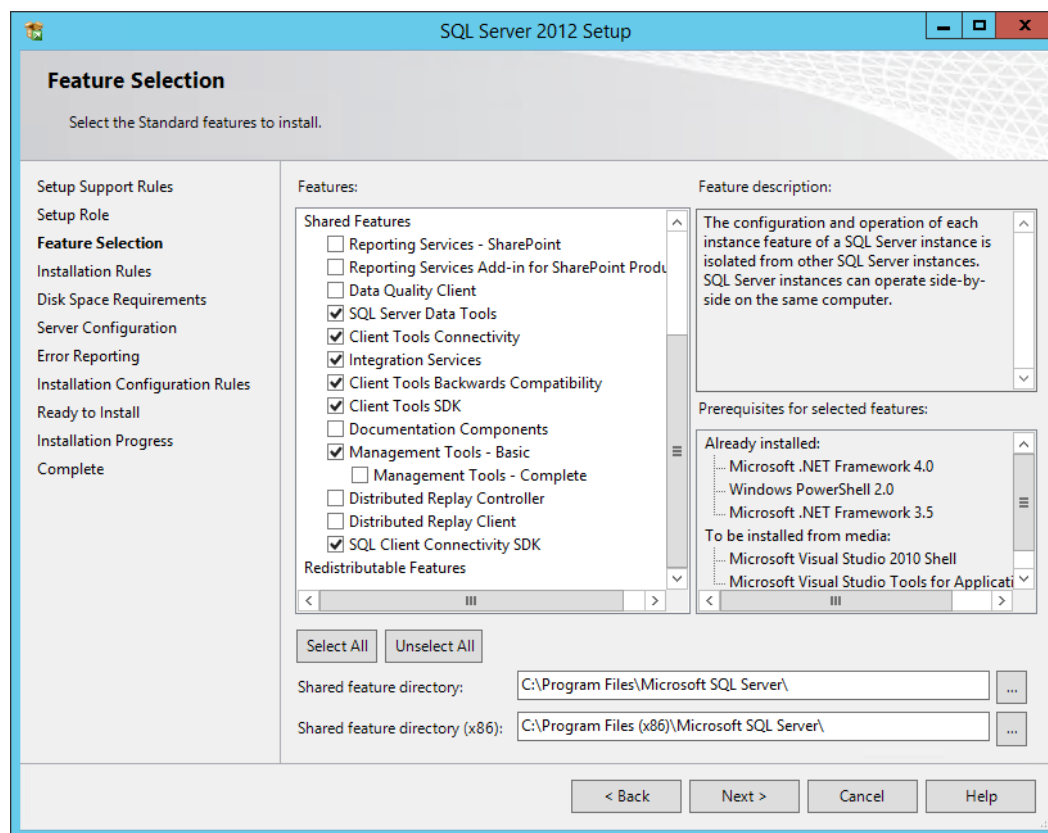 SQL Server 2012 Setup
Feature Selection
Select the Standard features to install.
Setup Support Rules
Setup Role
Feature Selection
Installation Rules
Disk Space Requirements
Server Configuration
Error Reporting
Installation Configuration Rules
Ready to Install
Installation Progress
Complete
Features:
Shared Features
Reporting Services - SharePoint
Reporting Services Add-in for SharePoint Produ
Data Quality Client
SQL Server Data Tools
Client Tools Connectivity
Integration Services
Client Tools Backwards Compatibility
Client Tools SDK
Documentation Components
Management Tools - Basic
Management Tools - Complete
Distributed Replay Controller
Distributed Replay Client
SQL Client Connectivity SDK
Redistributable Features
Feature description:
The configuration and operation of each
instance feature of a SQL Server instance is
isolated from other SQL Server instances.
SQL Server instances can operate side-by-
side on the same computer.
Prerequisites for selected features:
Already installed:
Microsoft .NET Framework 4.0
Windows PowerShell 2.0
Microsoft .NET Framework 3.5
To be installed from media:
Microsoft Visual Studio 2010 Shell
Microsoft Visual Studio Tools for Applicati
Select All
Unselect All
Shared feature directory:
C:\Program Files\Microsoft SQL Server\
...
Shared feature directory (x86):
C:\Program Files (x86)\Microsoft SQL Server\
...
< Back
Next >
Cancel
Help